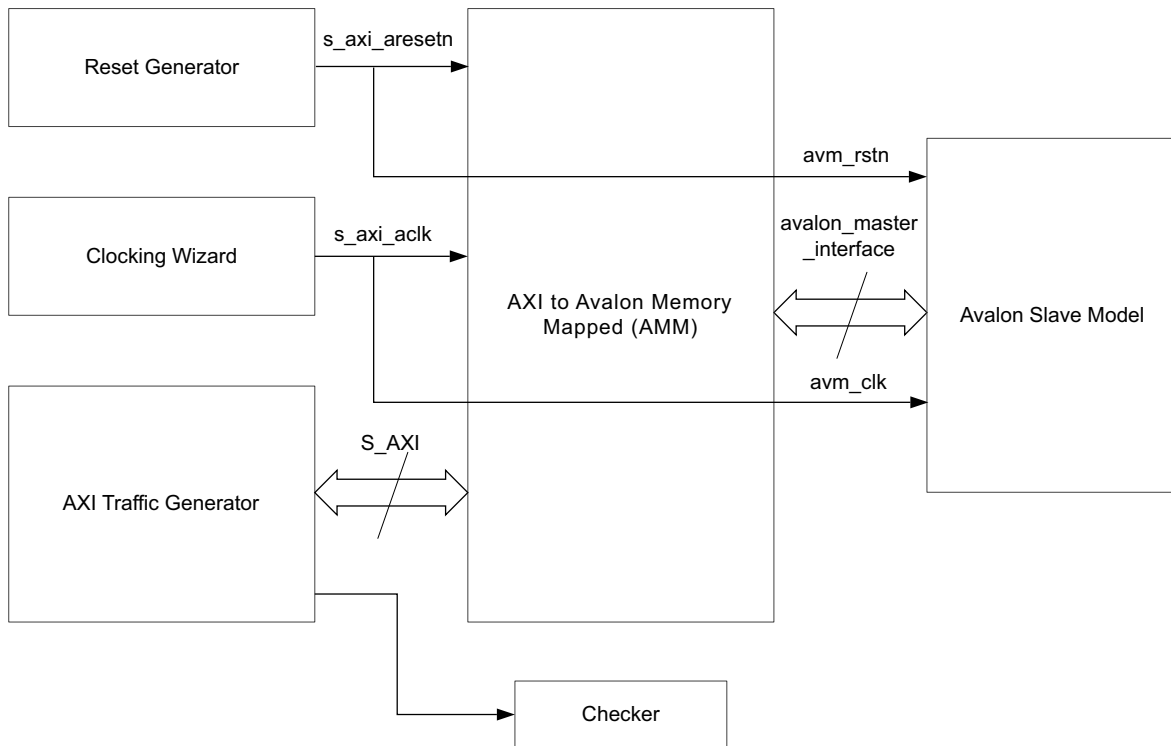 s_axi_aresetn
Reset Generator
avm_rstn
s_axi_aclk
Clocking Wizard
avalon_master
_interface
AXI to Avalon Memory
Mapped (AMM)
Avalon Slave Model
avm_clk
S_AXI
AXI Traffic Generator
Checker